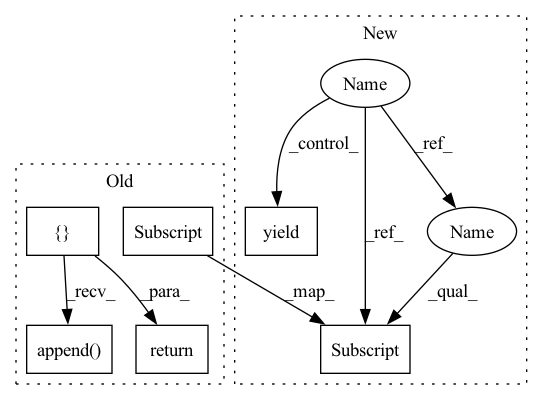 New
Name
_control_
_ref_
Old
{}
Subscript
yield
_ref_
Name
_recv_
_para_
_map_
_qual_
append()
return
Subscript